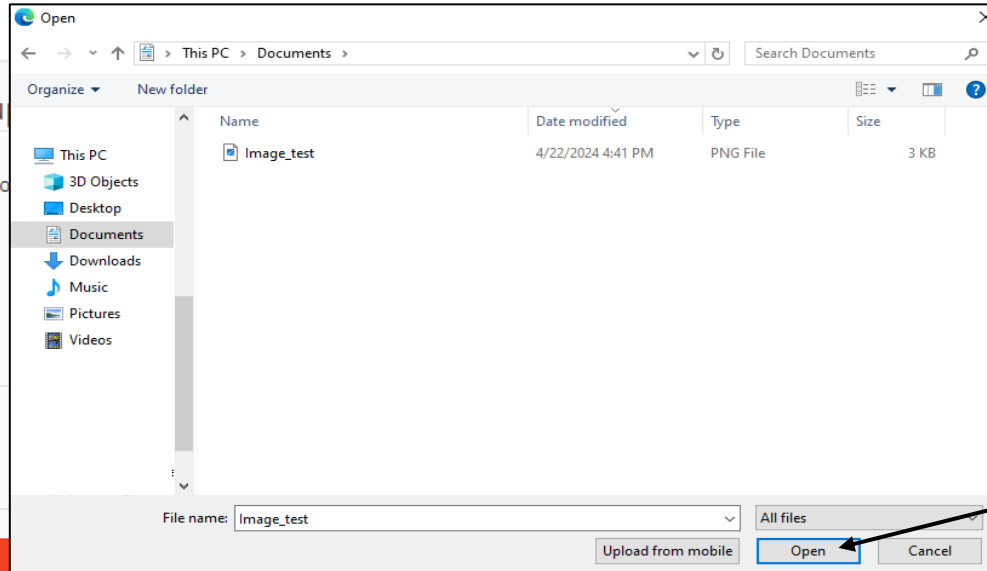 Open
This PC > Documents >
Search Documents
Organize
New folder
Name
Date modified
Type
Size
This PC
Image_test
4/22/2024 4:41 PM
PNG File
3 KB
3D Objects
Desktop
Documents
Downloads
Music
Pictures
Videos
File name:
Image_test
All files
Upload from mobile
Open
Cancel